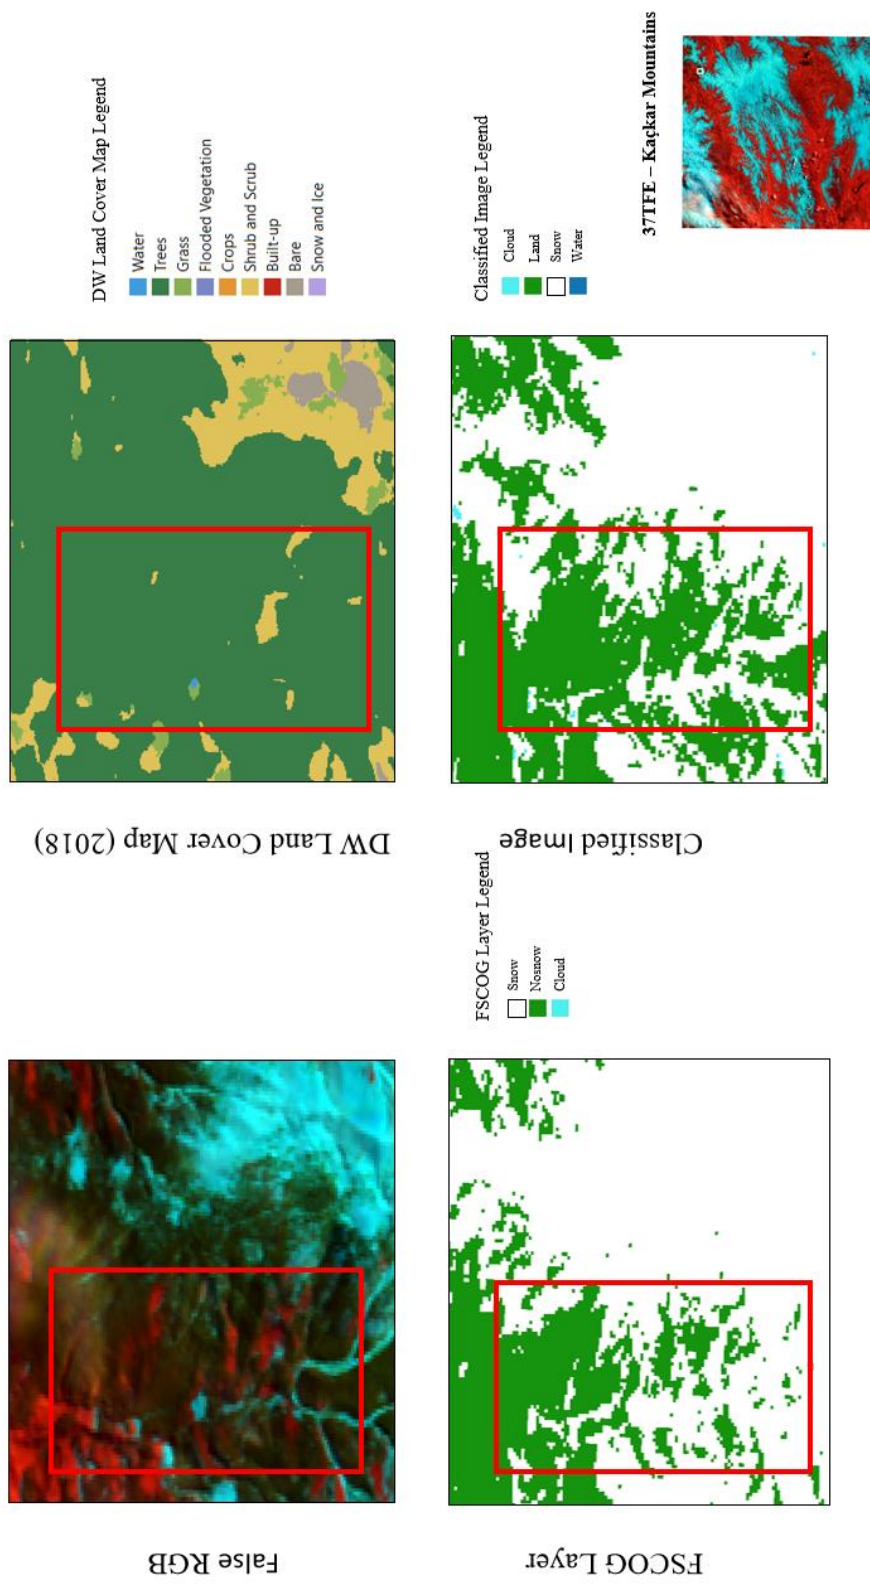 False RGB
DW Land Cover Map (2018)
DW Land Cover Map Legend
Water
Trees
Grass
Flooded Vegetation
Crops
Shrub and Scrub
Built-up
Bare
Snow and Ice
FSCOG Layer
FSCOG Layer Legend
Snow
Nosnow
Cloud
Classified Image
Classified Image Legend
Cloud
Land
Snow
Water
37TFE – Kaçkar Mountains